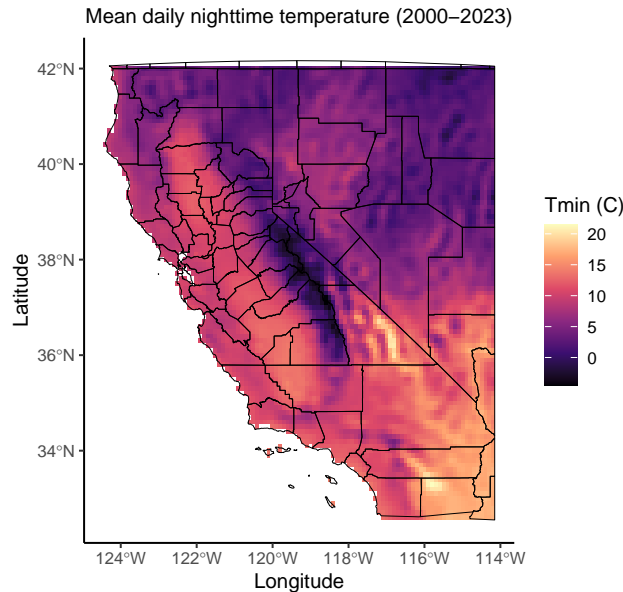 Mean daily nighttime temperature (2000−2023)
42°N
40°N
38°N
36°N
34°N
Latitude
124°W 122°W 120°W 118°W 116°W 114°W
Longitude
Tmin (C)
20
15
10
5
0